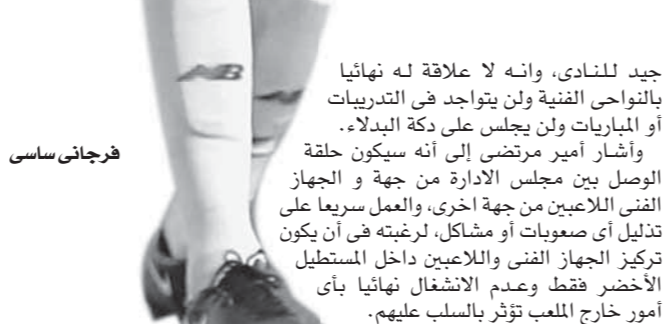 جيد للنادى، وانه لا علاقة له نهائيا
بالنواحى الفنية ولن يتواجد فى التدريبات
أو المباريات ولن يجلس على دكة البدلاء.
وأشار أمير مرتضى إلى أنه سيكون حلقة
الوصل بين مجلس الادارة من جهة و الجهاز
الفنى اللاعبين من جهة اخرى، والعمل سريعا على
تذليل أى صعوبات أو مشاكل، لرغبته فى أن يكون
تركيز الجهاز الفنى واللاعبين داخل المستطيل
الأخضر فقط وعدم الانشغال نهائيا بأى
أمور خارج الملعب تؤثر بالسلب عليهم.
فرجانى ساسى
NB